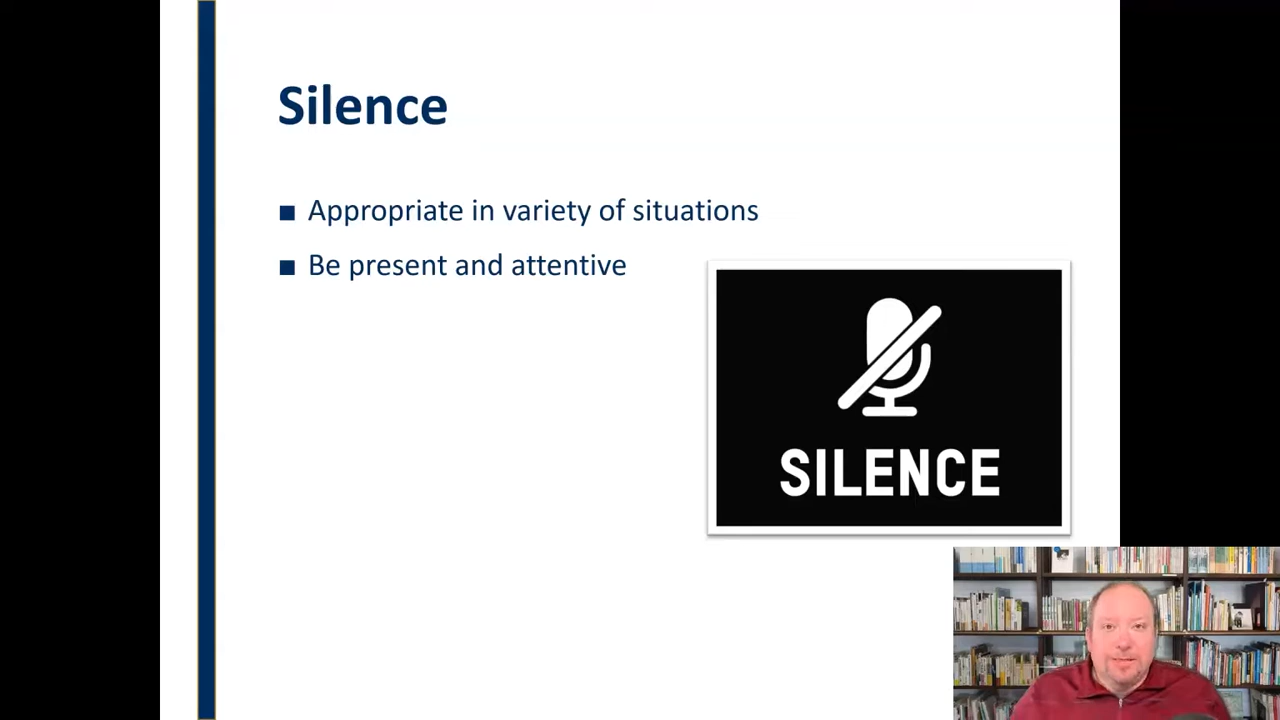 Silence
■ Appropriate in variety of situations
■ Be present and attentive
SILENCE